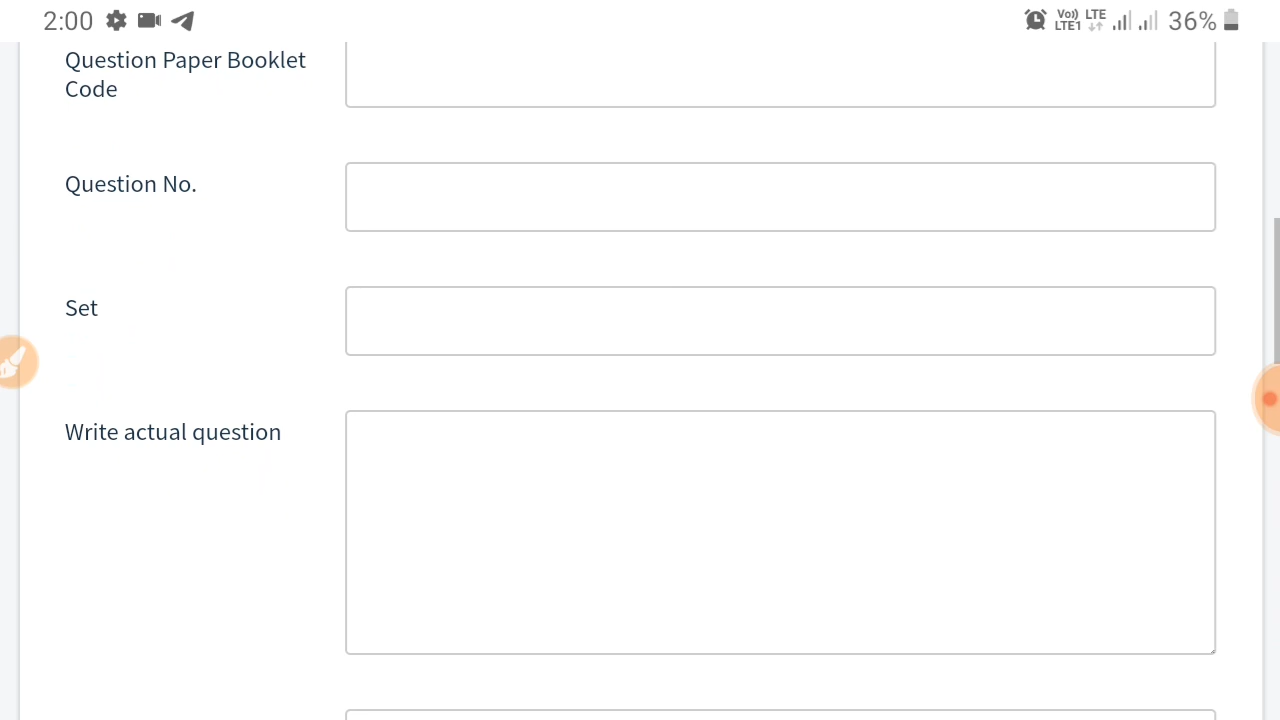 2:00
Vo)) LTE
LTE1
36%
Question Paper Booklet
Code
Question No.
Set
Write actual question